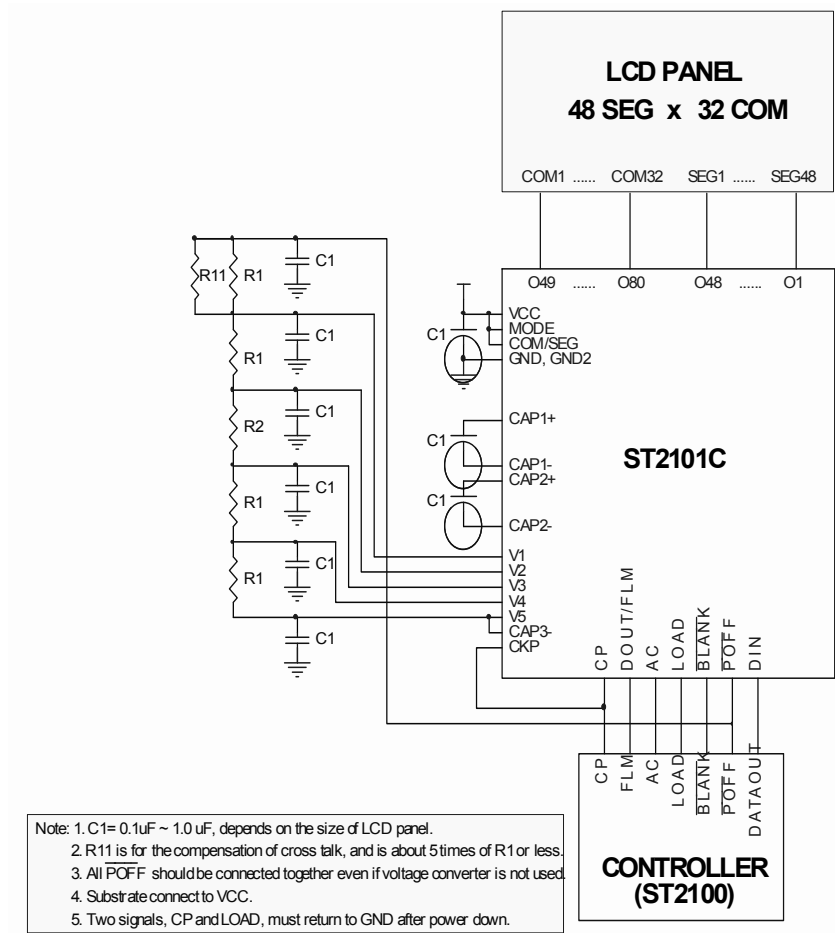 LCD PANEL
48 SEG x 32 COM
COM1 ...... COM32 SEG1 ...... SEG48
O49 ...... O80 O48 ...... O1
R11 R1 C1
C1
R1
C1
R2
C1
R1
C1
R1
C1
VCC
MODE
COM/SEG
GND, GND2
C1
CAP1+
C1
CAP1-
CAP2+
C1
CAP2-
ST2101C
V1
V2
V3
V4
V5
CAP3-
CKP
CP
DOUT/FLM
AC
LOAD
BLANK
POFF
DIN
CP
FLM
AC
LOAD
BLANK
POFF
DATAOUT
CONTROLLER
(ST2100)
Note: 1. C1= 0.1uF ~ 1.0 uF, depends on the size of LCD panel.
2. R11 is for the compensation of cross talk, and is about 5 times of R1 or less.
3. All POFF should be connected together even if voltage converter is not used.
4. Substrate connect to VCC.
5. Two signals, CP and LOAD, must return to GND after power down.